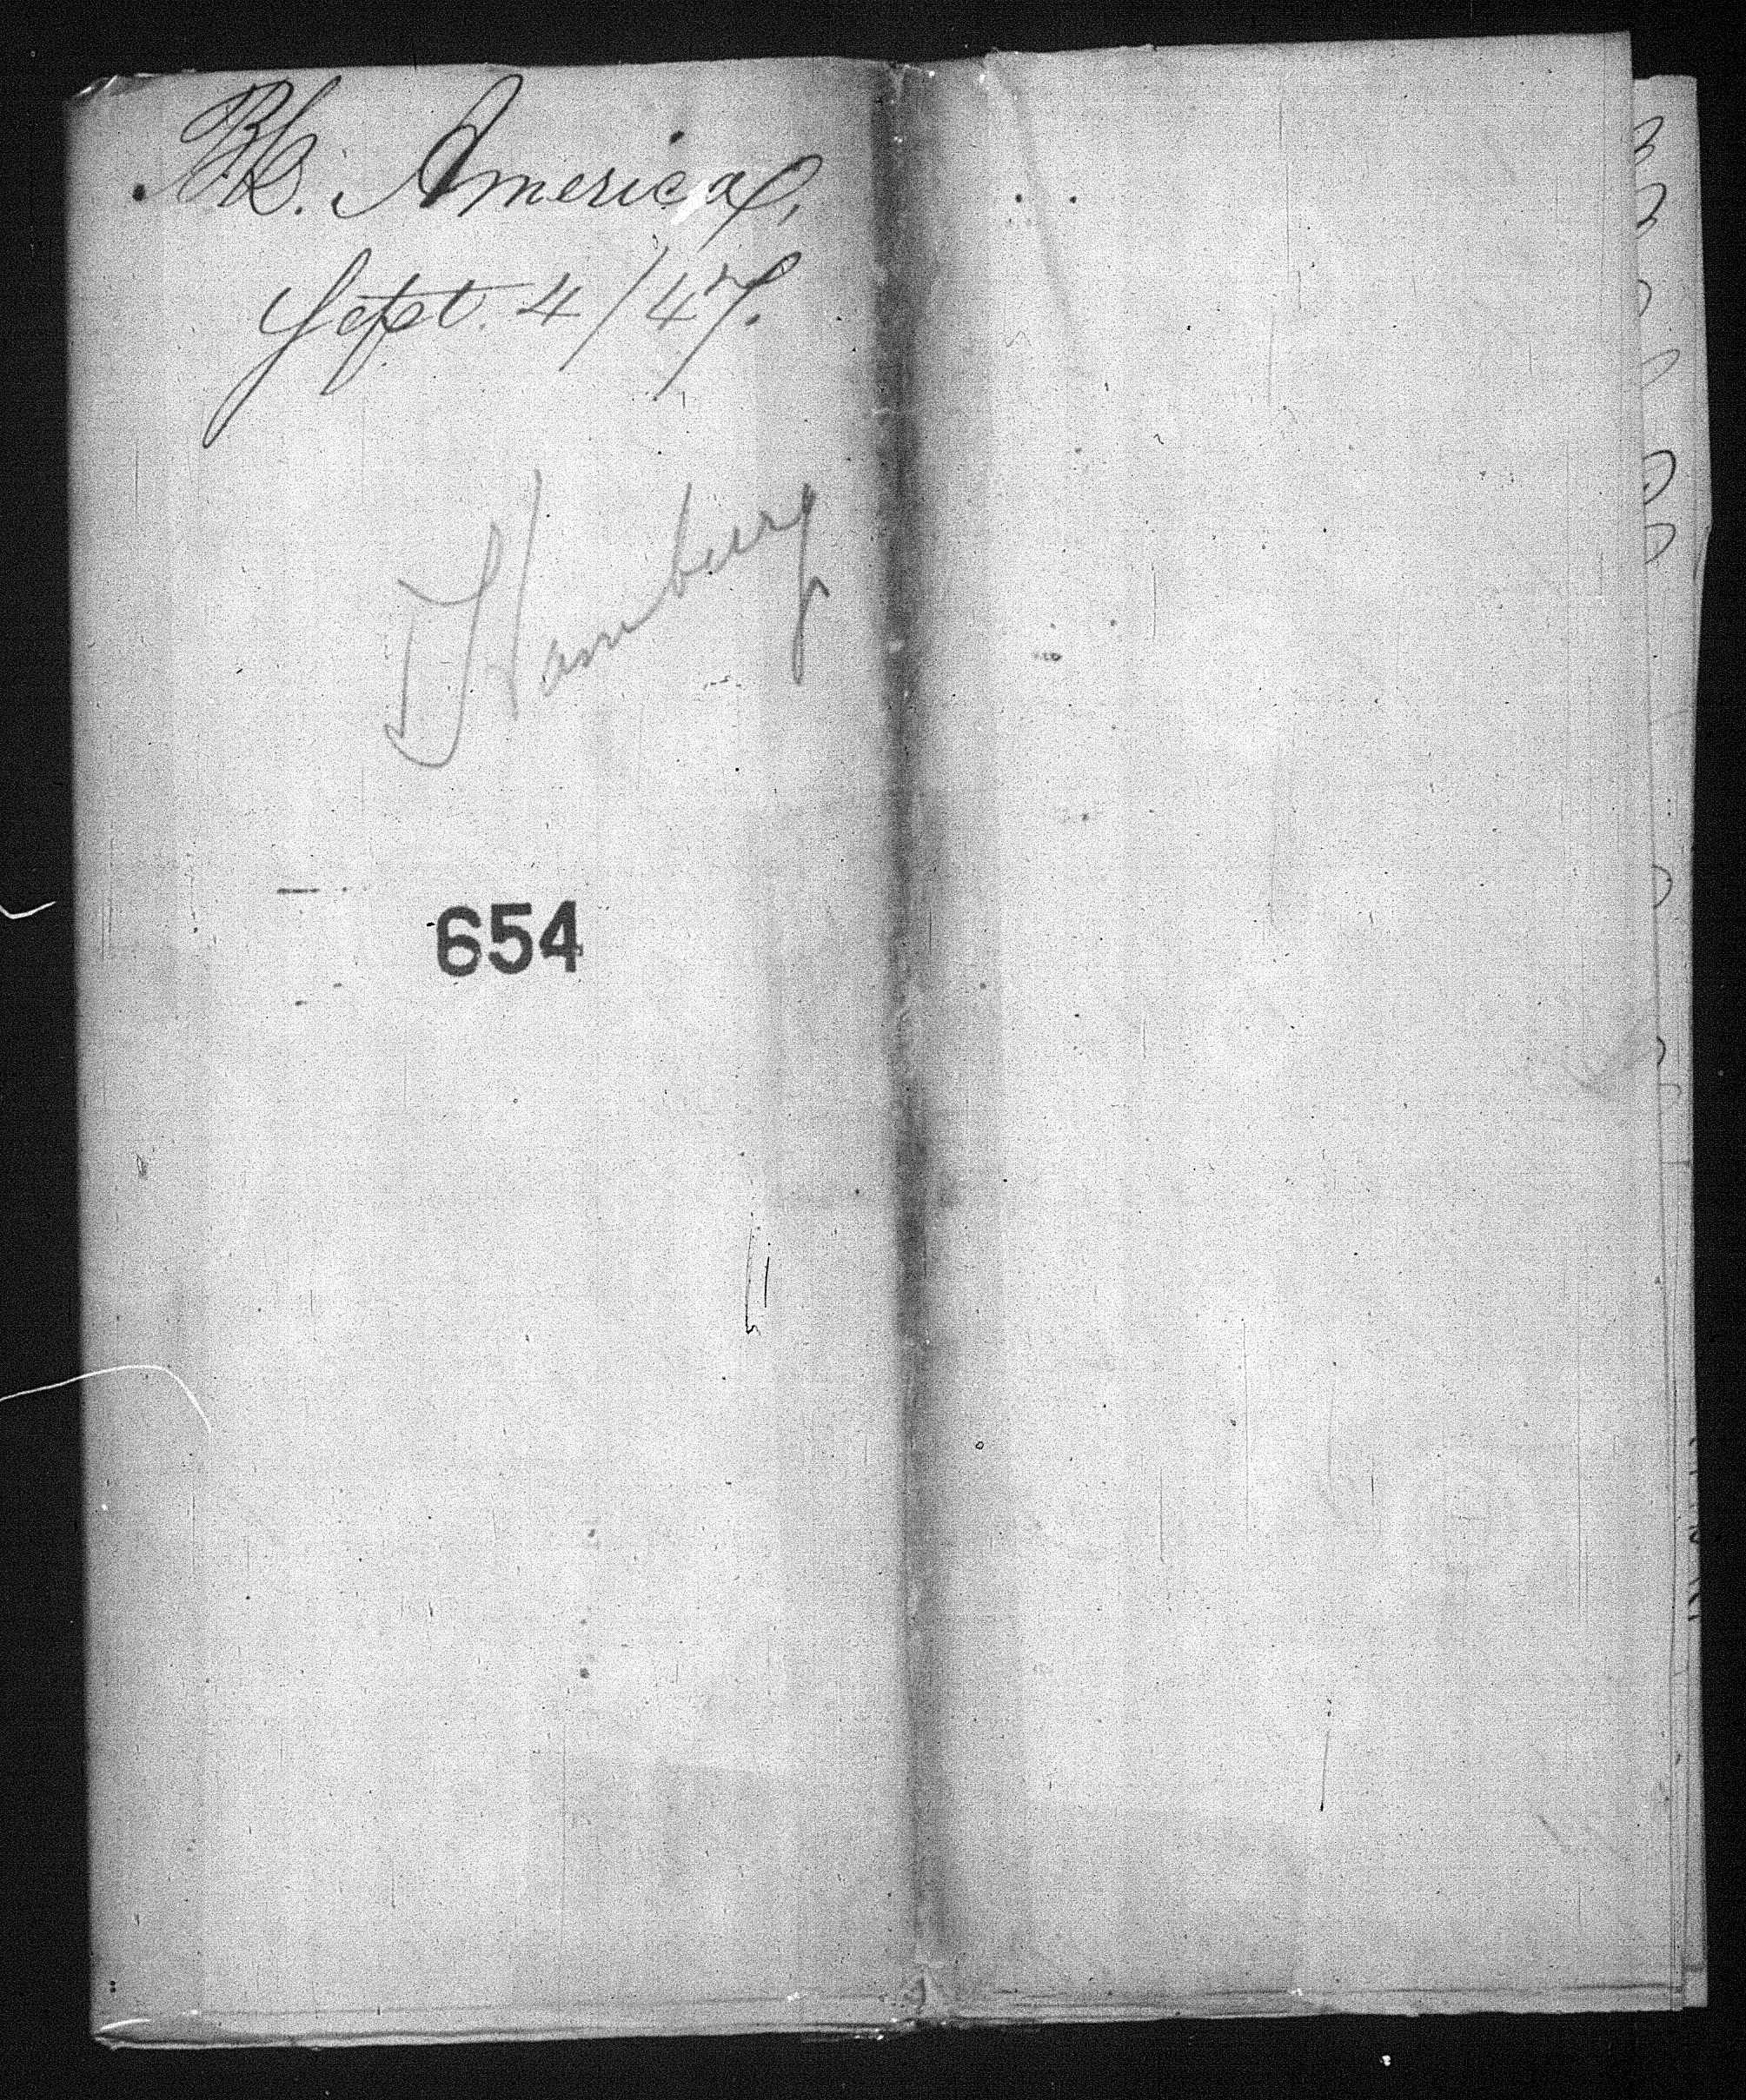 Bk. America,
Sept. 4/47.
Hamburg
654